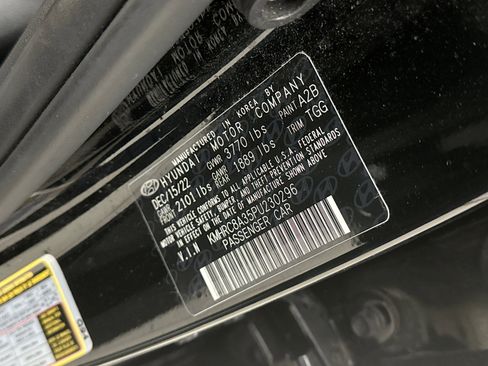 MANUFACTURED IN KOREA BY
HYUNDAI MOTOR COMPANY
DEC/15/22 GVWR 3770 lbs PAINT A2B
GAWR FRONT 2101 lbs GAWR REAR 1889 lbs TRIM TGG
THIS VEHICLE CONFORMS TO ALL APPLICABLE U.S.A. FEDERAL
MOTOR VEHICLE SAFETY, BUMPER, AND THEFT PREVENTION
STANDARDS IN EFFECT ON THE DATE OF MANUFACTURE SHOWN ABOVE.
V.I.N KMHRC8A35PU230296
PASSENGER CAR